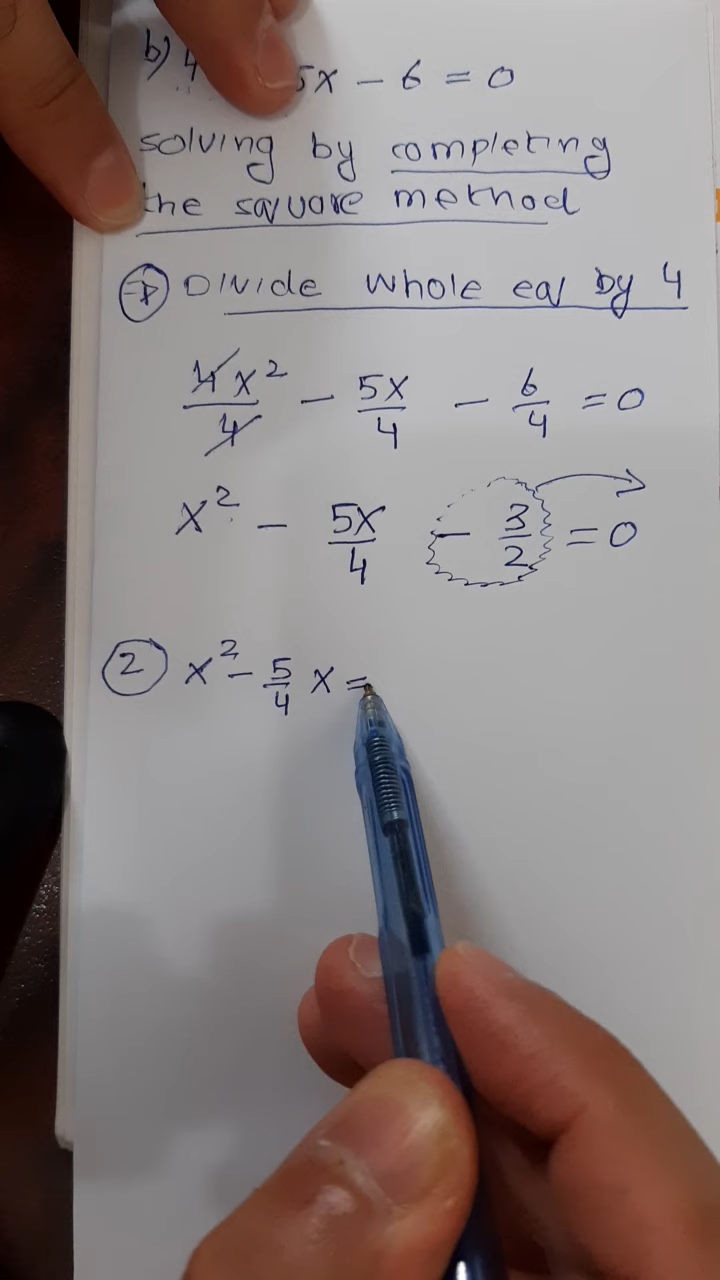 b) 4 5x - 6 = 0
solving by completing
the square method
① Divide whole eq by 4
4x²/4 - 5x/4 - 6/4 = 0
x² - 5x/4 - 3/2 = 0
② x² - 5/4 x =